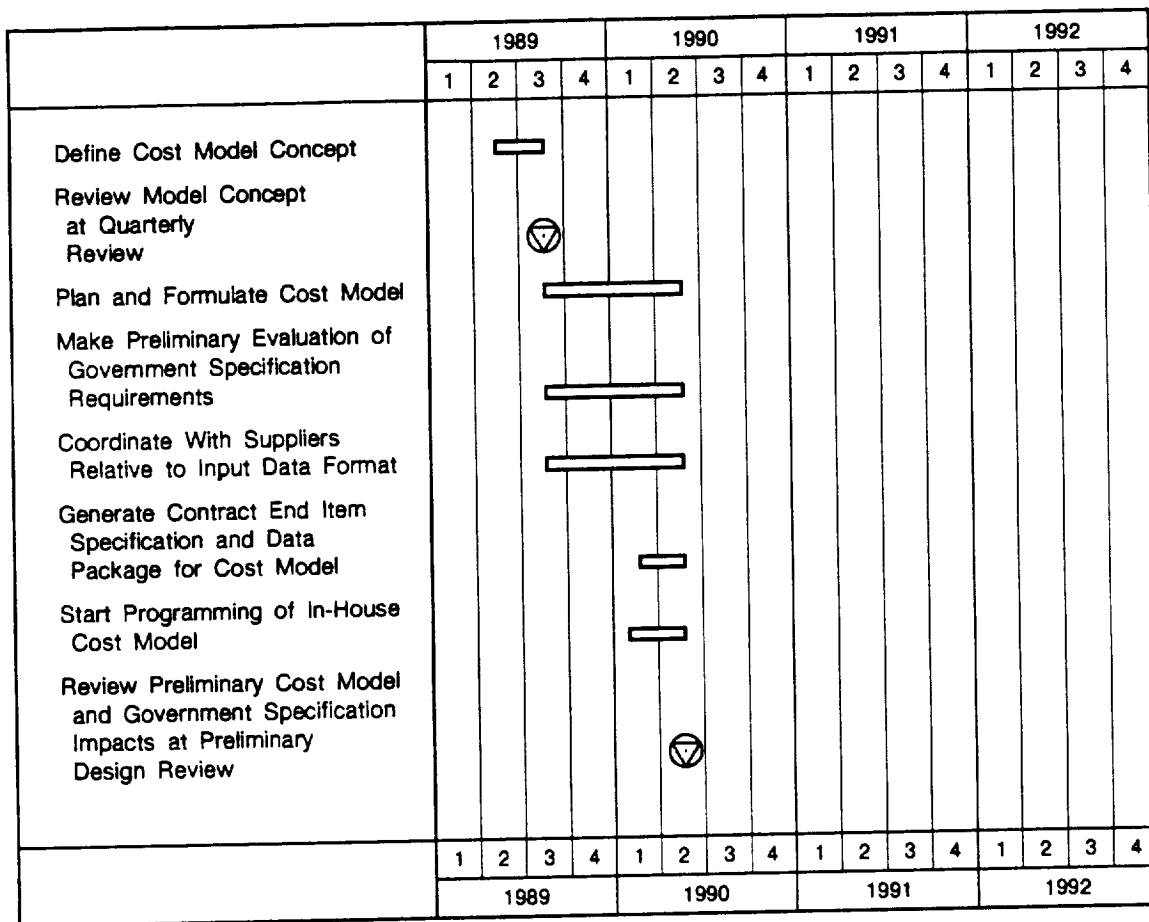 1989 1990 1991 1992
1 2 3 4 1 2 3 4 1 2 3 4 1 2 3 4
Define Cost Model Concept
Review Model Concept
at Quarterly
Review
Plan and Formulate Cost Model
Make Preliminary Evaluation of
Government Specification
Requirements
Coordinate With Suppliers
Relative to Input Data Format
Generate Contract End Item
Specification and Data
Package for Cost Model
Start Programming of In-House
Cost Model
Review Preliminary Cost Model
and Government Specification
Impacts at Preliminary
Design Review
1 2 3 4 1 2 3 4 1 2 3 4 1 2 3 4
1989 1990 1991 1992